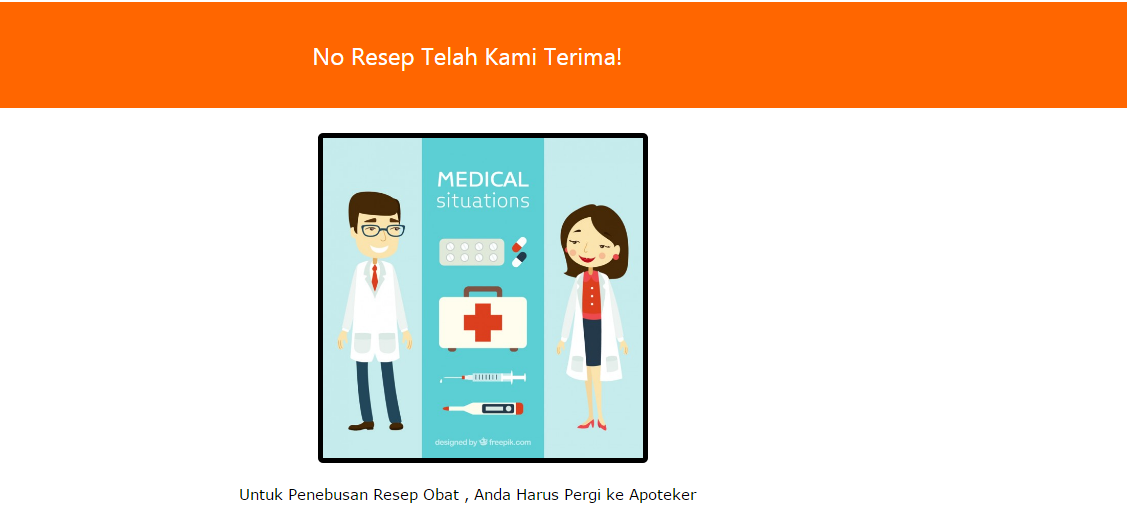 No Resep Telah Kami Terima!
MEDICAL
situations
designed by freepik.com
Untuk Penebusan Resep Obat , Anda Harus Pergi ke Apoteker